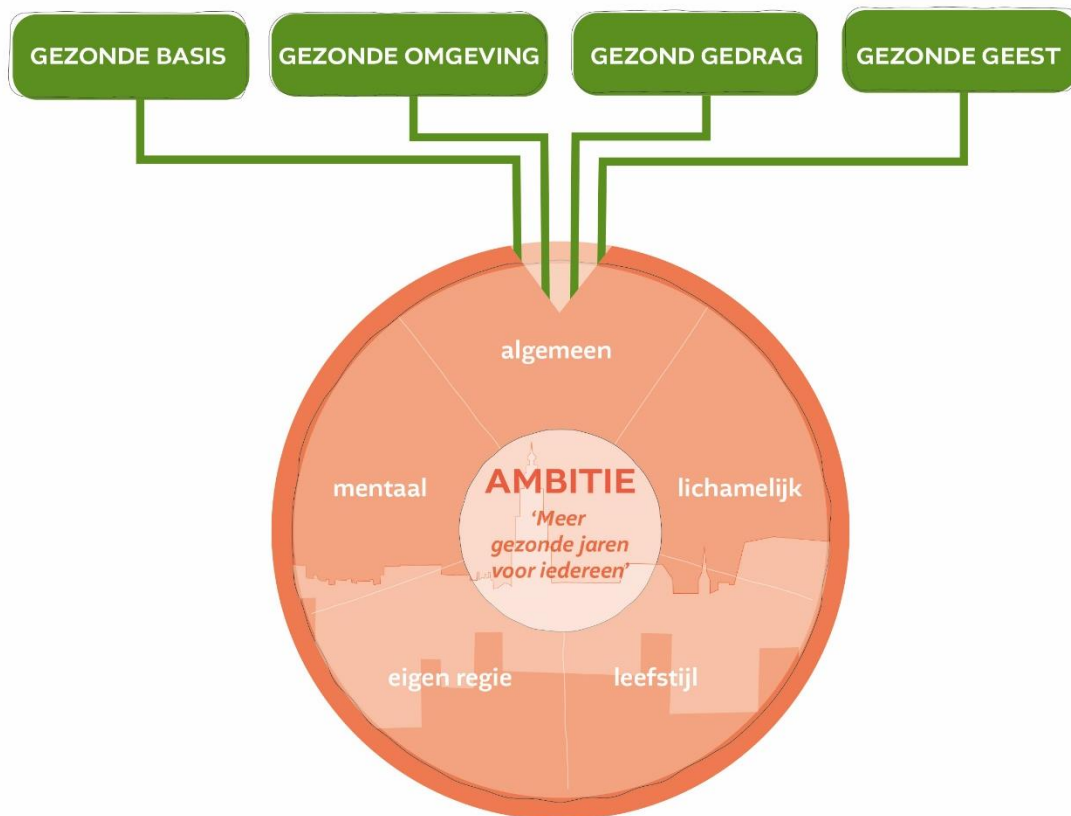 GEZONDE BASIS
GEZONDE OMGEVING
GEZOND GEDRAG
GEZONDE GEEST
algemeen
mentaal
AMBITIE
lichamelijk
‘Meer
gezonde jaren
voor iedereen’
eigen regie
leefstijl